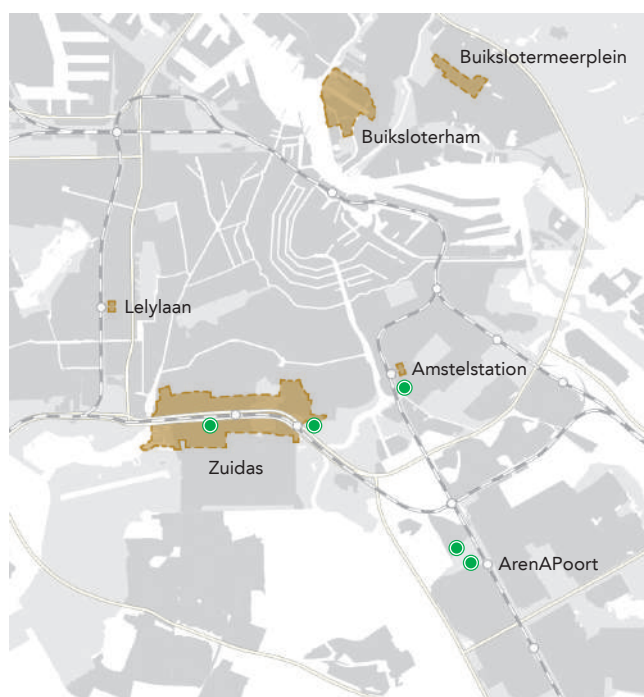 Buikslotermeerplein
Buiksloterham
Lelylaan
Amstelstation
Zuidas
ArenAPoort